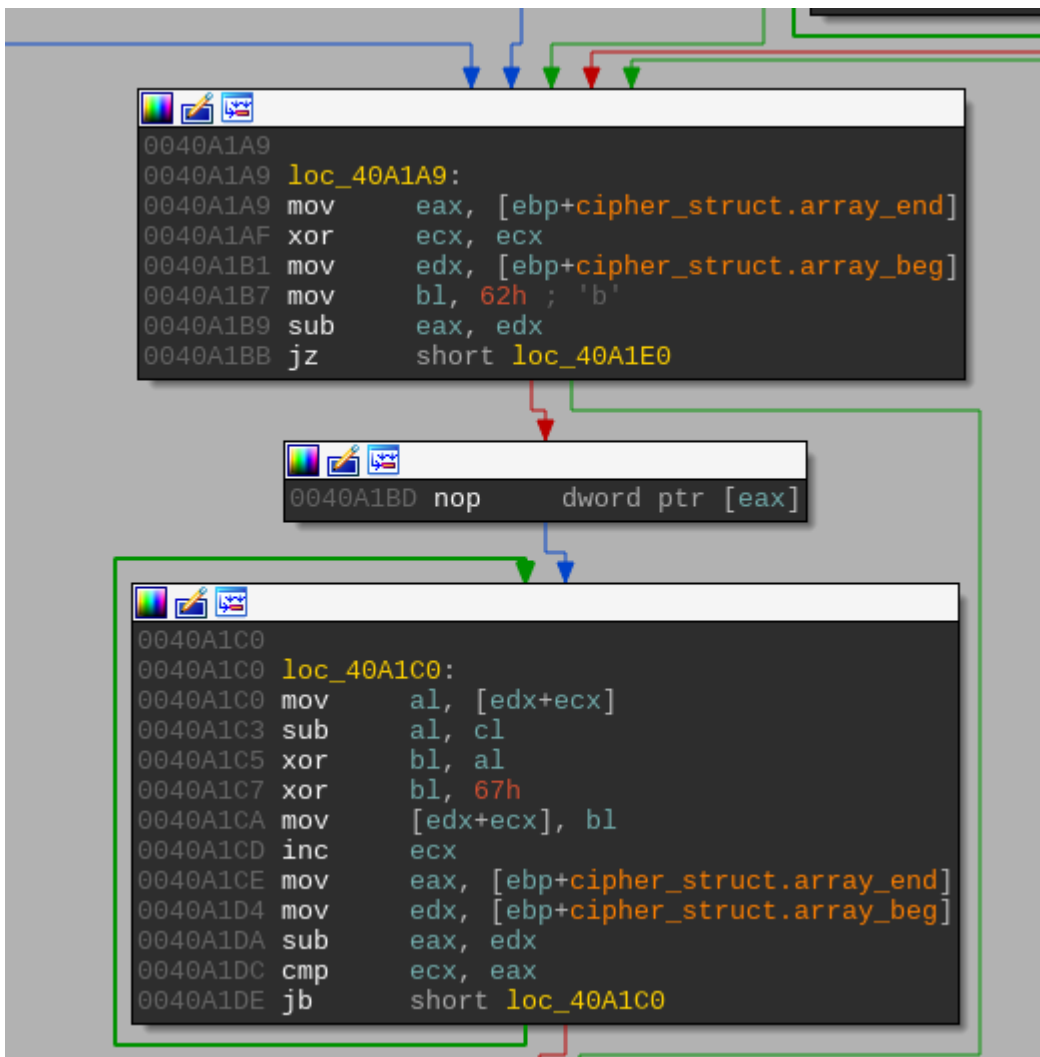 0040A1A9
0040A1A9 loc_40A1A9:
0040A1A9 mov eax, [ebp+cipher_struct.array_end]
0040A1AF xor ecx, ecx
0040A1B1 mov edx, [ebp+cipher_struct.array_beg]
0040A1B7 mov bl, 62h ; 'b'
0040A1B9 sub eax, edx
0040A1BB jz short loc_40A1E0
0040A1BD nop dword ptr [eax]
0040A1C0
0040A1C0 loc_40A1C0:
0040A1C0 mov al, [edx+ecx]
0040A1C3 sub al, cl
0040A1C5 xor bl, al
0040A1C7 xor bl, 67h
0040A1CA mov [edx+ecx], bl
0040A1CD inc ecx
0040A1CE mov eax, [ebp+cipher_struct.array_end]
0040A1D4 mov edx, [ebp+cipher_struct.array_beg]
0040A1DA sub eax, edx
0040A1DC cmp ecx, eax
0040A1DE jb short loc_40A1C0